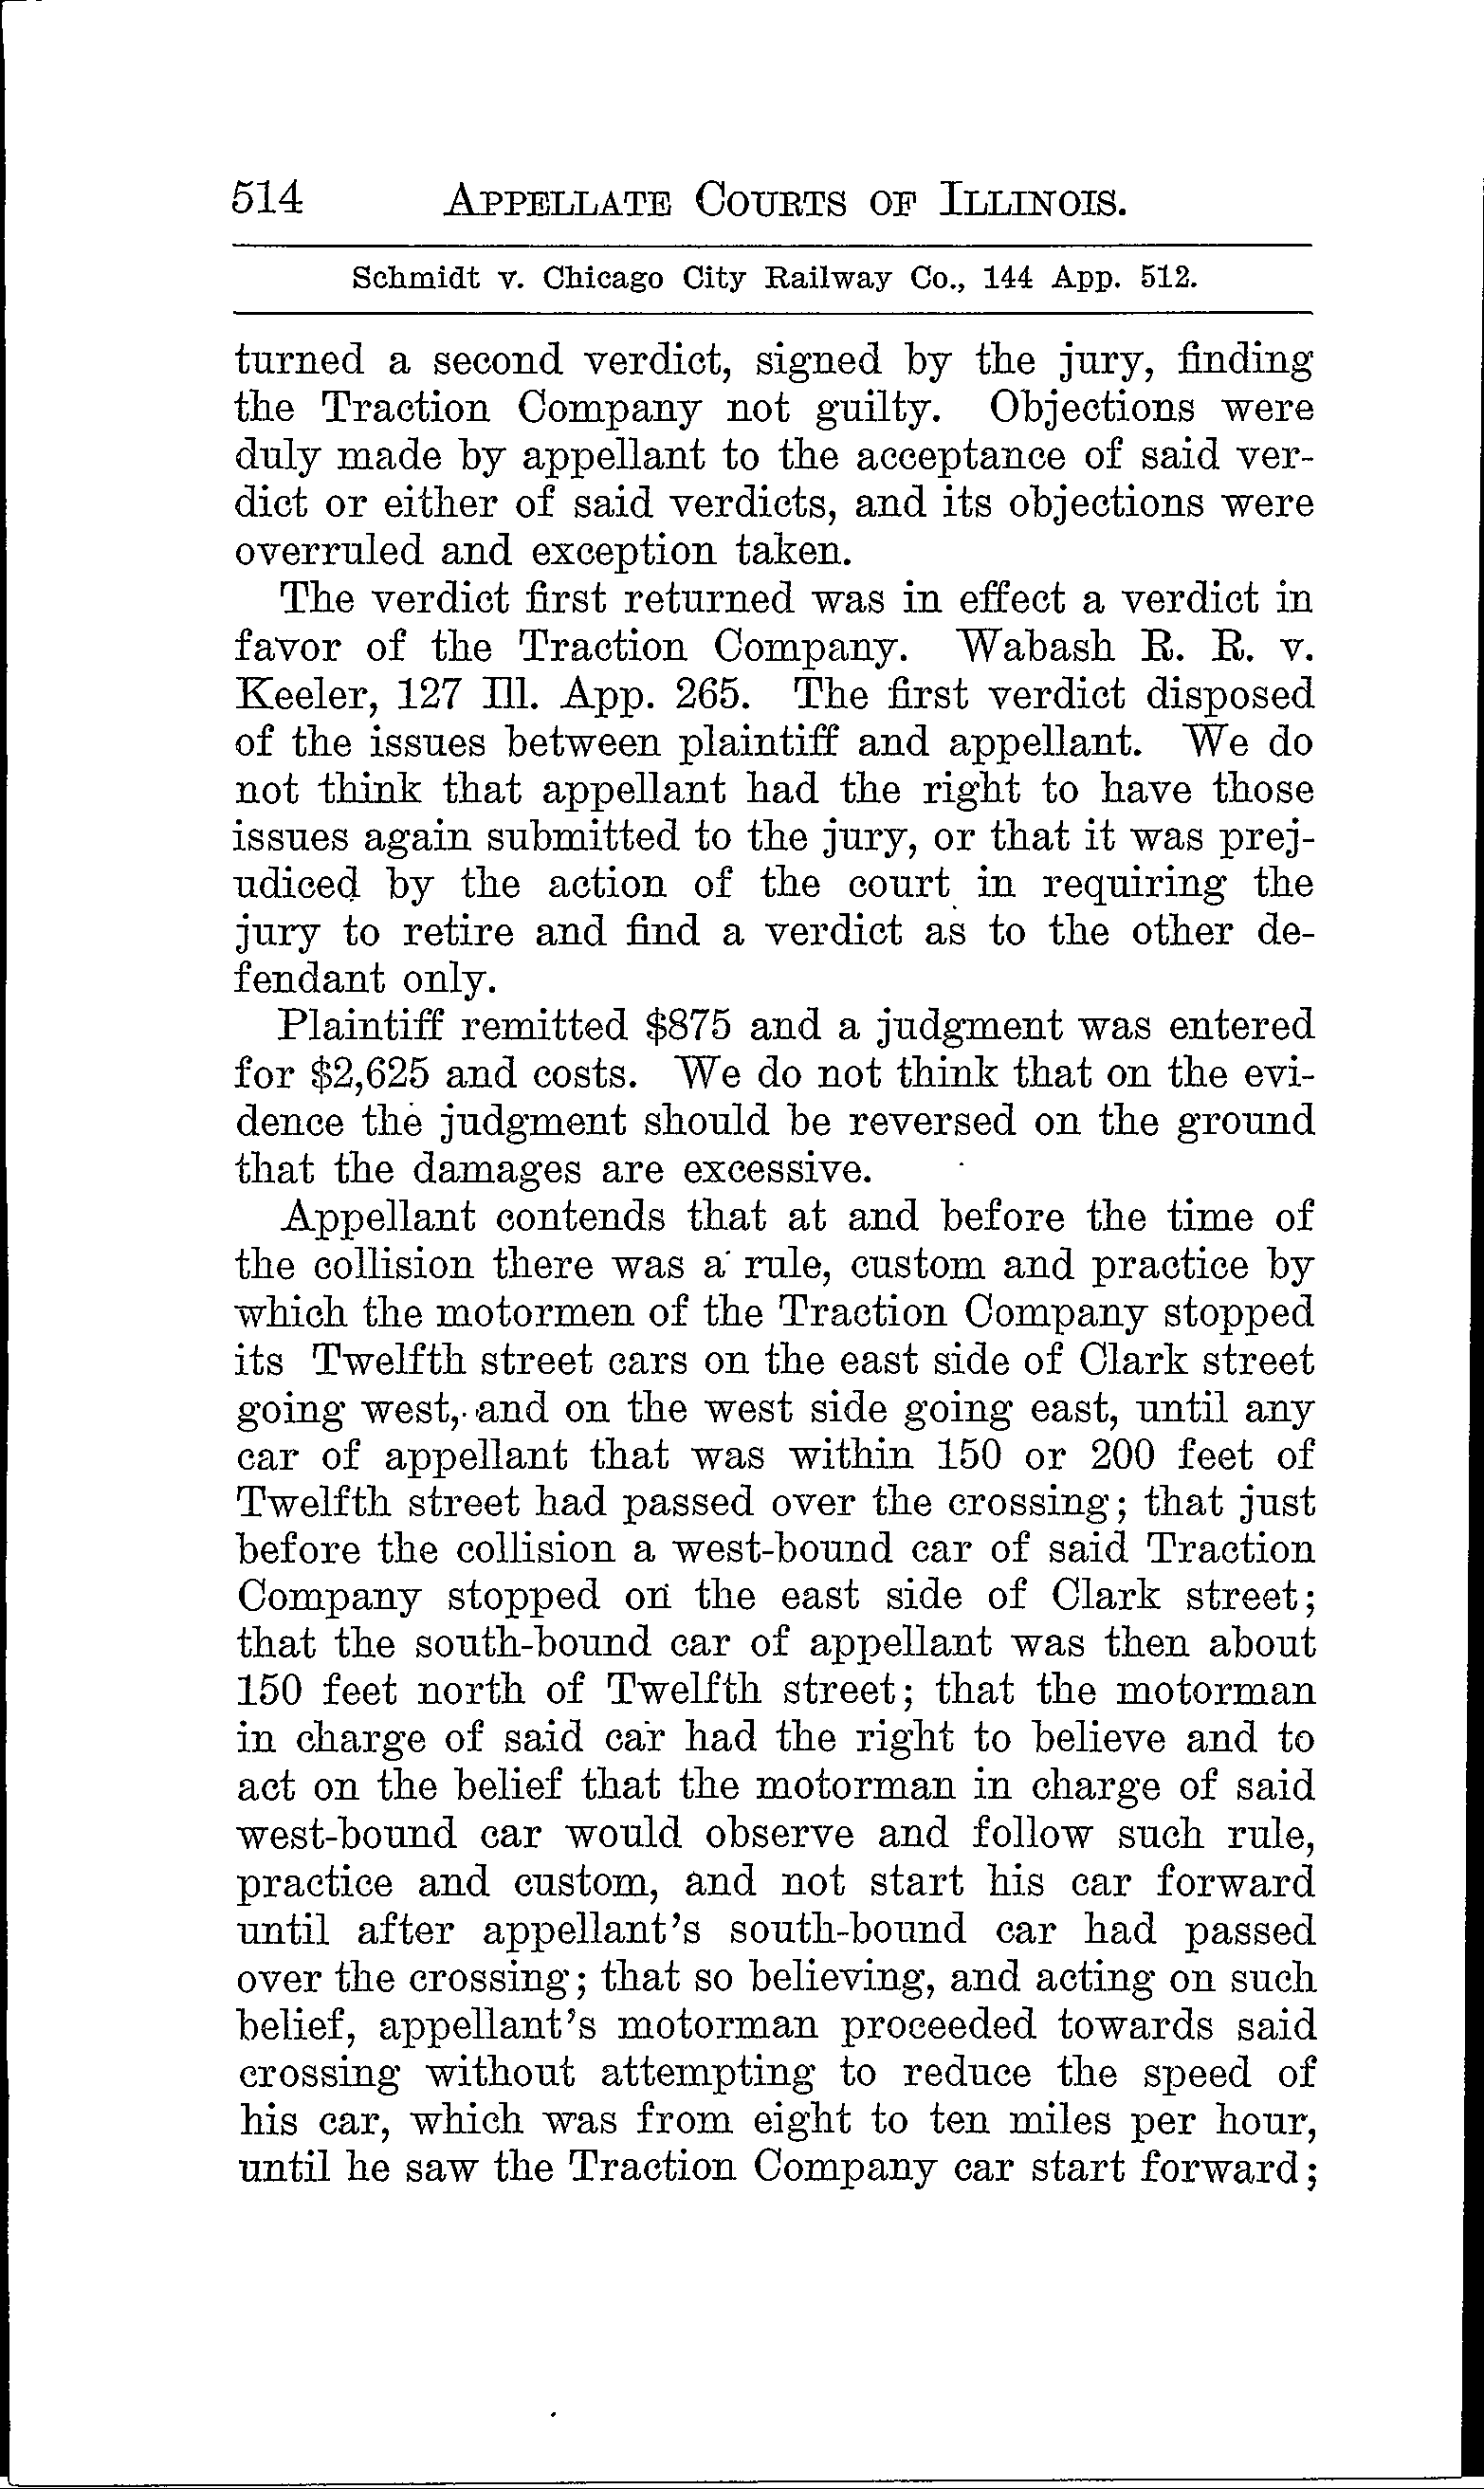 514 APPELLATE COURTS OF ILLINOIS.
Schmidt v. Chicago City Railway Co., 144 App. 512.
turned a second verdict, signed by the jury, finding
the Traction Company not guilty. Objections were
duly made by appellant to the acceptance of said ver-
dict or either of said verdicts, and its objections were
overruled and exception taken.
The verdict first returned was in effect a verdict in
favor of the Traction Company. Wabash R. R. v.
Keeler, 127 Ill. App. 265. The first verdict disposed
of the issues between plaintiff and appellant. We do
not think that appellant had the right to have those
issues again submitted to the jury, or that it was prej-
udiced by the action of the court in requiring the
jury to retire and find a verdict as to the other de-
fendant only.
Plaintiff remitted $875 and a judgment was entered
for $2,625 and costs. We do not think that on the evi-
dence the judgment should be reversed on the ground
that the damages are excessive.
Appellant contends that at and before the time of
the collision there was a rule, custom and practice by
which the motormen of the Traction Company stopped
its Twelfth street cars on the east side of Clark street
going west, and on the west side going east, until any
car of appellant that was within 150 or 200 feet of
Twelfth street had passed over the crossing; that just
before the collision a west-bound car of said Traction
Company stopped on the east side of Clark street;
that the south-bound car of appellant was then about
150 feet north of Twelfth street; that the motorman
in charge of said car had the right to believe and to
act on the belief that the motorman in charge of said
west-bound car would observe and follow such rule,
practice and custom, and not start his car forward
until after appellant's south-bound car had passed
over the crossing; that so believing, and acting on such
belief, appellant's motorman proceeded towards said
crossing without attempting to reduce the speed of
his car, which was from eight to ten miles per hour,
until he saw the Traction Company car start forward;